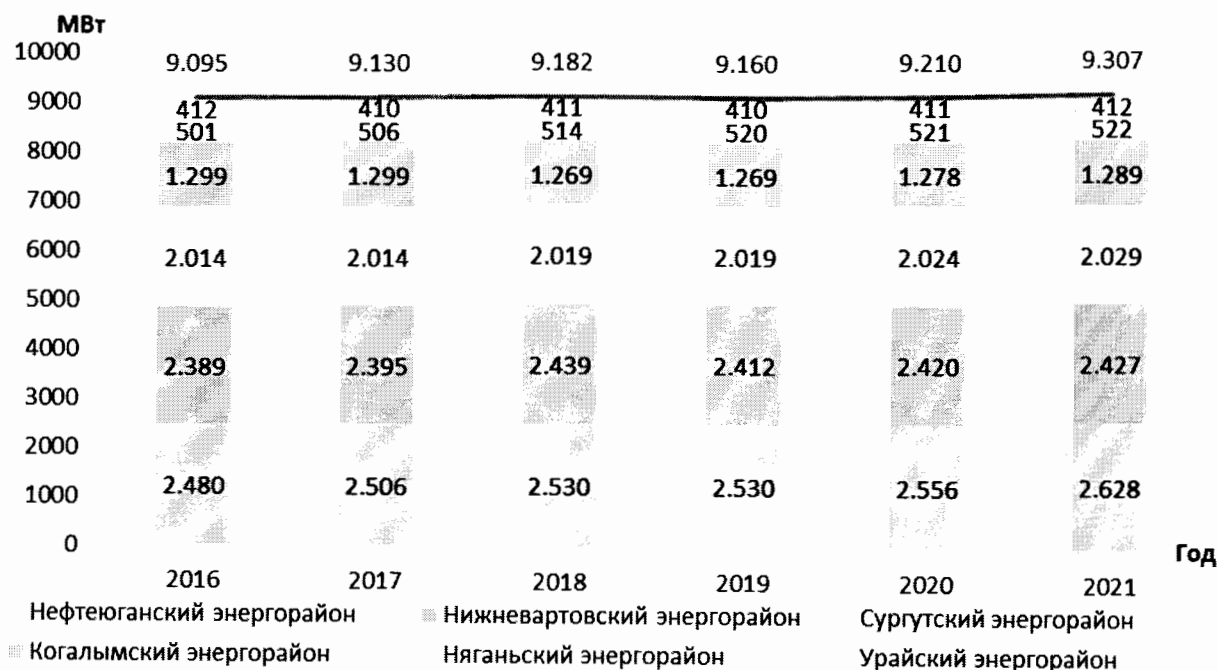 МВт
10000
9.095 9.130 9.182 9.160 9.210 9.307
9000
412 410 411 410 411 412
501 506 514 520 521 522
8000
1.299 1.299 1.269 1.269 1.278 1.289
7000
6000
2.014 2.014 2.019 2.019 2.024 2.029
5000
4000
2.389 2.395 2.439 2.412 2.420 2.427
3000
2000
2.480 2.506 2.530 2.530 2.556 2.628
1000
0
Год
2016 2017 2018 2019 2020 2021
Нефтеюганский энергорайон Нижневартовский энергорайон Сургутский энергорайон
Когалымский энергорайон Няганьский энергорайон Урайский энергорайон